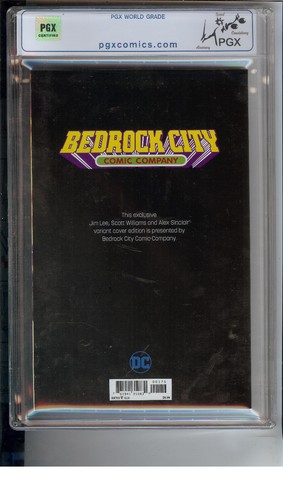 PGX WORLD GRADE
PGX
CERTIFIED
pgxcomics.com
PGX
BEDROCK CITY
COMIC COMPANY
This exclusive
Jim Lee, Scott Williams and Alex Sinclair
variant cover edition is presented by
Bedrock City Comic Company.
DC